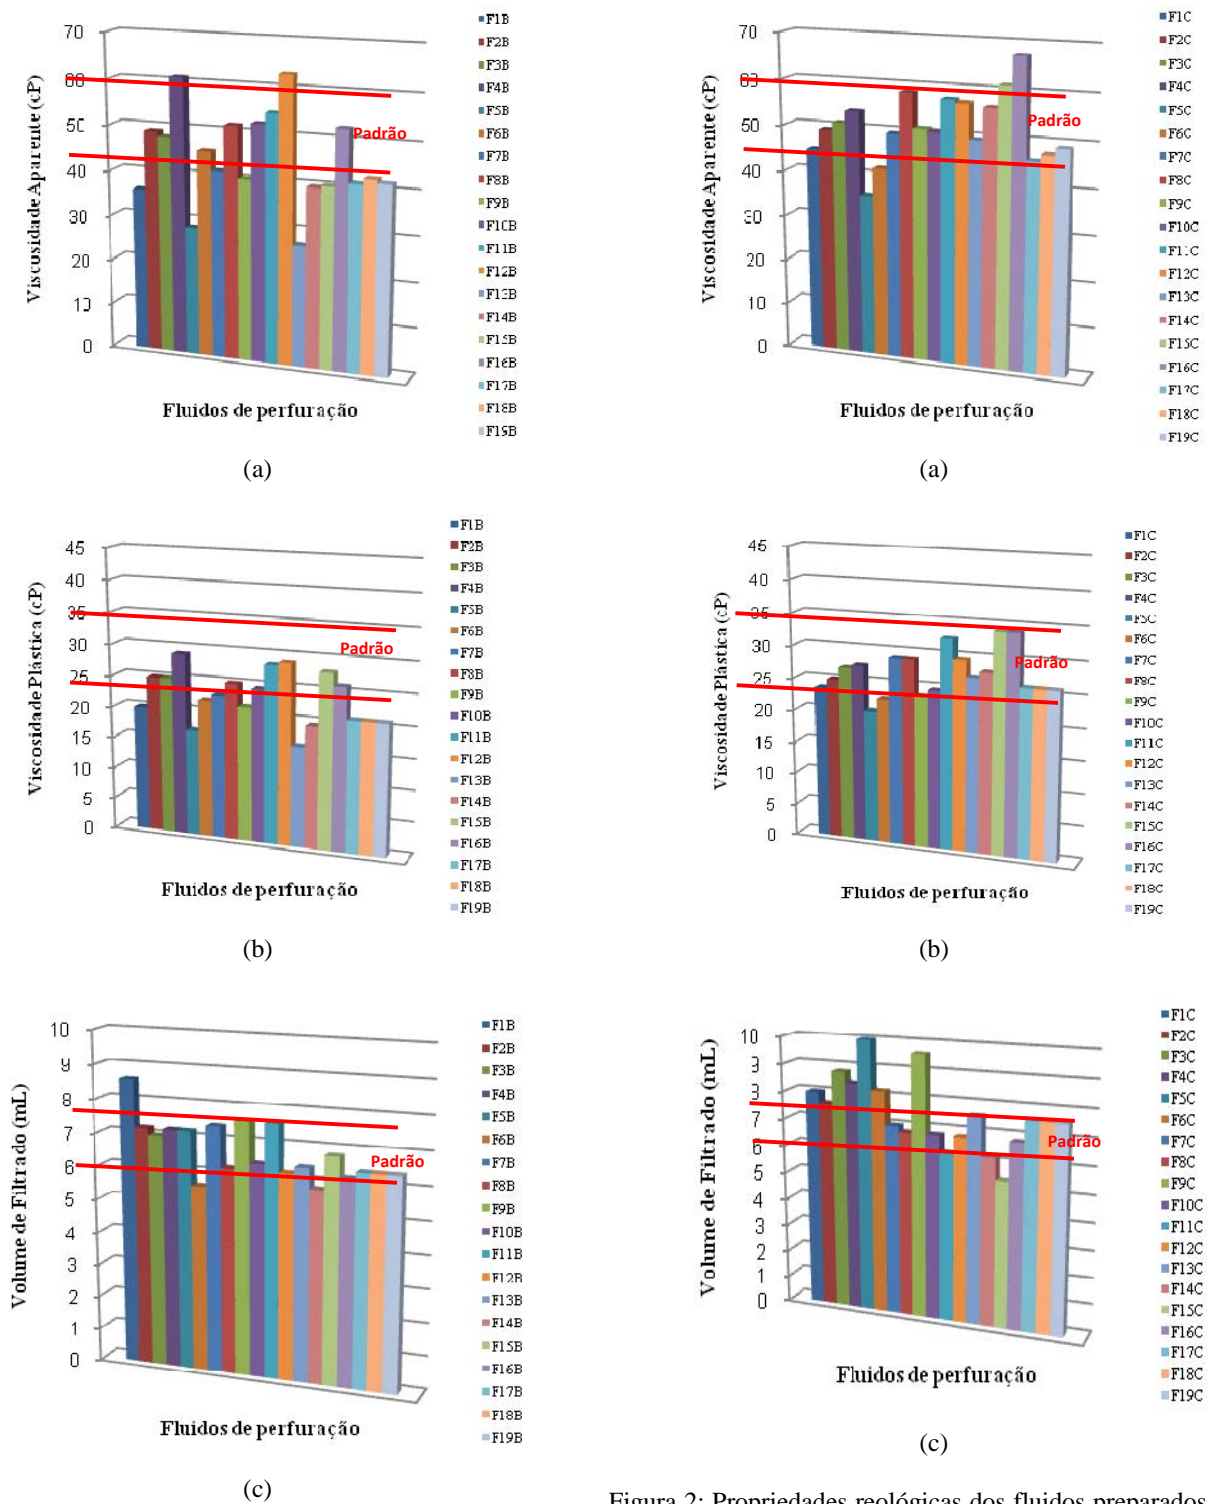 70
60
50
40
30
20
10
0
Viscosidade Aparente (cP)
Padrão
Fluidos de perfuração
F1B
F2B
F3B
F4B
F5B
F6B
F7B
F8B
F9B
F10B
F11B
F12B
F13B
F14B
F15B
F16B
F17B
F18B
F19B
(a)
45
40
35
30
25
20
15
10
5
0
Viscosidade Plástica (cP)
Padrão
Fluidos de perfuração
F1B
F2B
F3B
F4B
F5B
F6B
F7B
F8B
F9B
F10B
F11B
F12B
F13B
F14B
F15B
F16B
F17B
F18B
F19B
(b)
10
9
8
7
6
5
4
3
2
1
0
Volume de Filtrado (mL)
Padrão
Fluidos de perfuração
F1B
F2B
F3B
F4B
F5B
F6B
F7B
F8B
F9B
F10B
F11B
F12B
F13B
F14B
F15B
F16B
F17B
F18B
F19B
(c)
70
60
50
40
30
20
10
0
Viscosidade Aparente (cP)
Padrão
Fluidos de perfuração
F1C
F2C
F3C
F4C
F5C
F6C
F7C
F8C
F9C
F10C
F11C
F12C
F13C
F14C
F15C
F16C
F17C
F18C
F19C
(a)
45
40
35
30
25
20
15
10
5
0
Viscosidade Plástica (cP)
Padrão
Fluidos de perfuração
F1C
F2C
F3C
F4C
F5C
F6C
F7C
F8C
F9C
F10C
F11C
F12C
F13C
F14C
F15C
F16C
F17C
F18C
F19C
(b)
10
9
8
7
6
5
4
3
2
1
0
Volume de Filtrado (mL)
Padrão
Fluidos de perfuração
F1C
F2C
F3C
F4C
F5C
F6C
F7C
F8C
F9C
F10C
F11C
F12C
F13C
F14C
F15C
F16C
F17C
F18C
F19C
(c)
Figura 2: Propriedades reológicas dos fluidos preparados